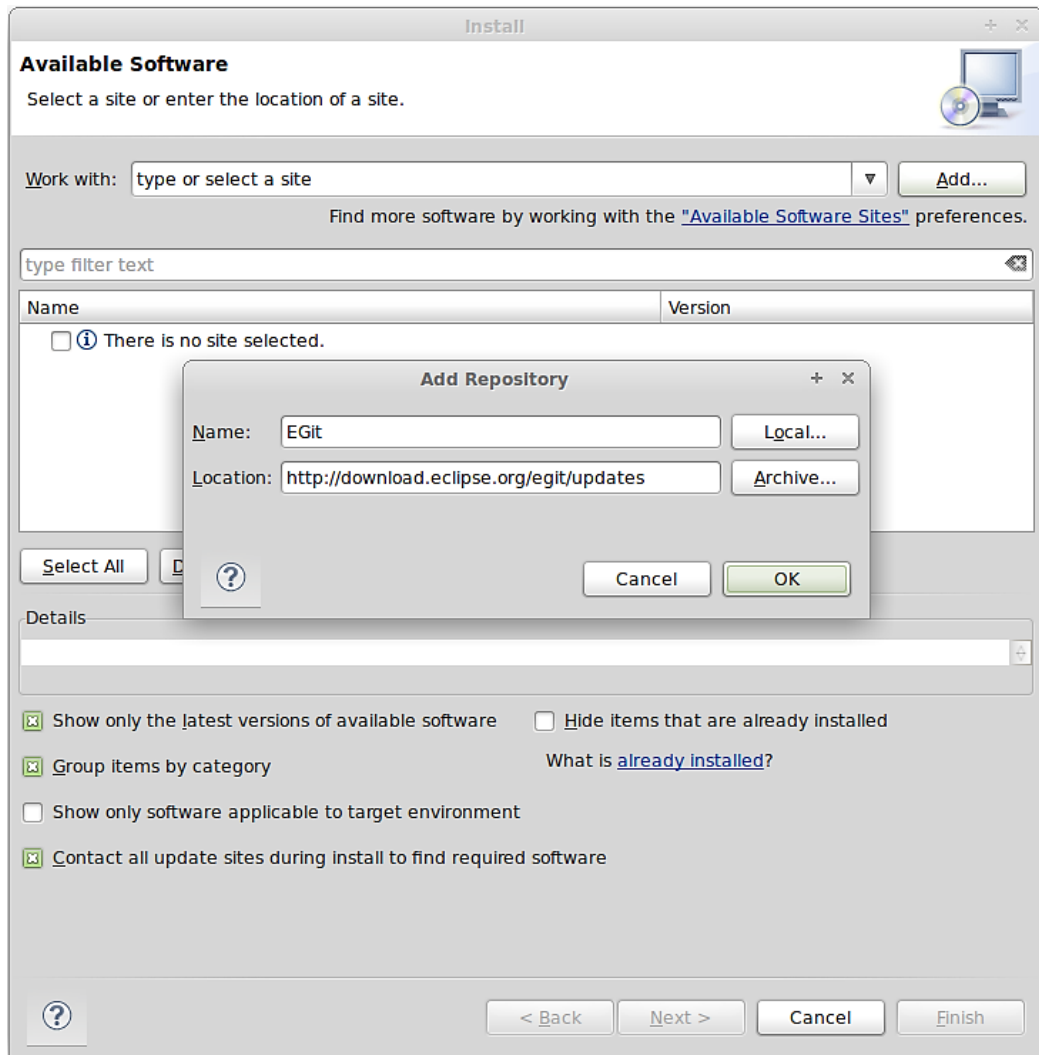 Install
Available Software
Select a site or enter the location of a site.
Work with: type or select a site Add...
Find more software by working with the "Available Software Sites" preferences.
type filter text
Name Version
There is no site selected.
Add Repository
Name: EGit Local...
Location: http://download.eclipse.org/egit/updates Archive...
Cancel OK
Select All
Details
Show only the latest versions of available software Hide items that are already installed
Group items by category What is already installed?
Show only software applicable to target environment
Contact all update sites during install to find required software
< Back Next > Cancel Finish